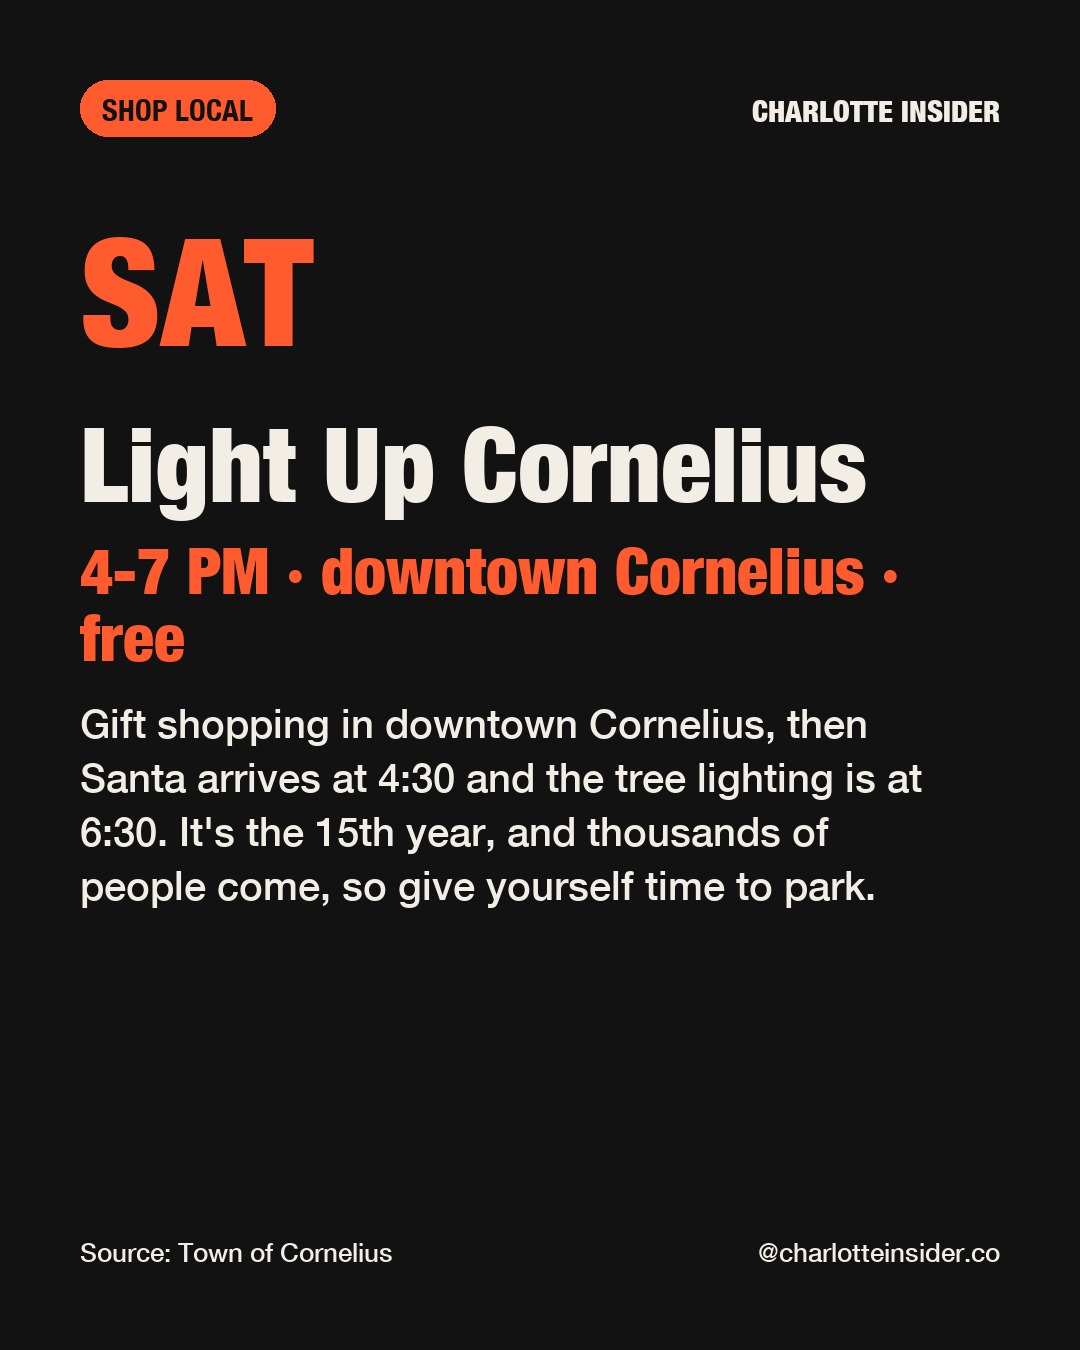 SHOP LOCAL
CHARLOTTE INSIDER
SAT
Light Up Cornelius
4-7 PM • downtown Cornelius •
free
Gift shopping in downtown Cornelius, then
Santa arrives at 4:30 and the tree lighting is at
6:30. It's the 15th year, and thousands of
people come, so give yourself time to park.
Source: Town of Cornelius
@charlotteinsider.co